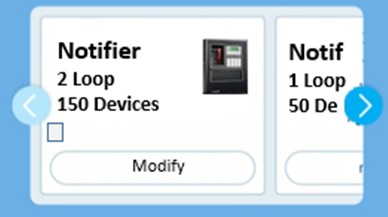 Notifier
2 Loop
150 Devices
Modify
Notif
1 Loop
50 De